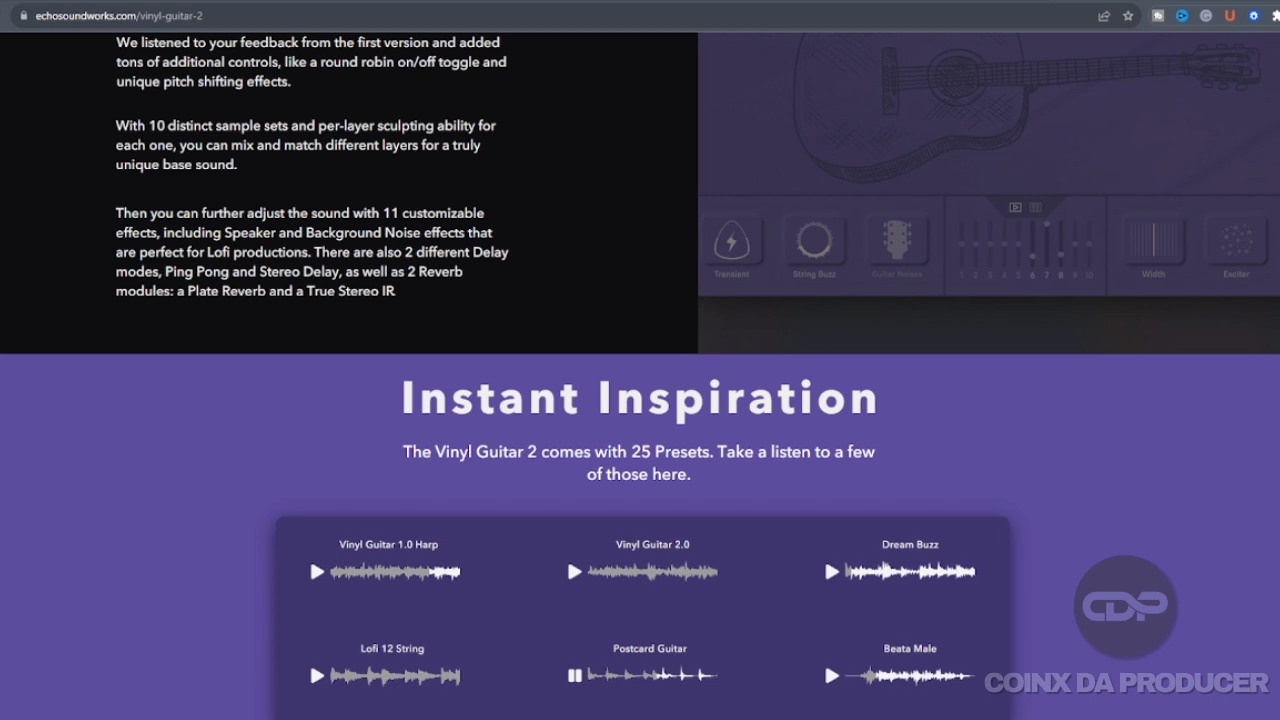 echosoundworks.com/vinyl-guitar-2
We listened to your feedback from the first version and added
tons of additional controls, like a round robin on/off toggle and
unique pitch shifting effects.
With 10 distinct sample sets and per-layer sculpting ability for
each one, you can mix and match different layers for a truly
unique base sound.
Then you can further adjust the sound with 11 customizable
effects, including Speaker and Background Noise effects that
are perfect for Lofi productions. There are also 2 different Delay
modes, Ping Pong and Stereo Delay, as well as 2 Reverb
modules: a Plate Reverb and a True Stereo IR.
Transient
String Buzz
Guitar Noises
1 2 3 4 5 6 7 8 9 10
Width
Exciter
Instant Inspiration
The Vinyl Guitar 2 comes with 25 Presets. Take a listen to a few
of those here.
Vinyl Guitar 1.0 Harp
Vinyl Guitar 2.0
Dream Buzz
Lofi 12 String
Postcard Guitar
Beata Male
CDP
COINX DA PRODUCER